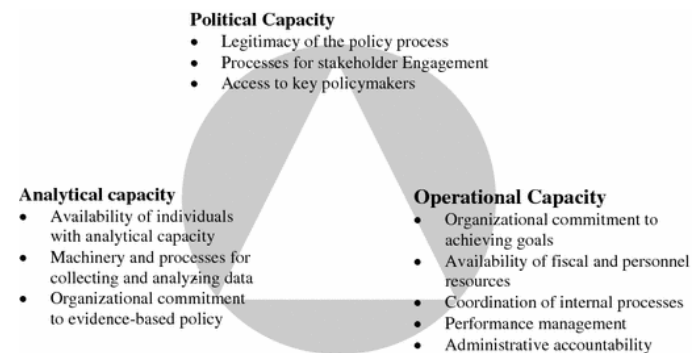 Political Capacity
• Legitimacy of the policy process
• Processes for stakeholder Engagement
• Access to key policymakers
Analytical capacity
• Availability of individuals
with analytical capacity
• Machinery and processes for
collecting and analyzing data
• Organizational commitment
to evidence-based policy
Operational Capacity
• Organizational commitment to
achieving goals
• Availability of fiscal and personnel
resources
• Coordination of internal processes
• Performance management
• Administrative accountability